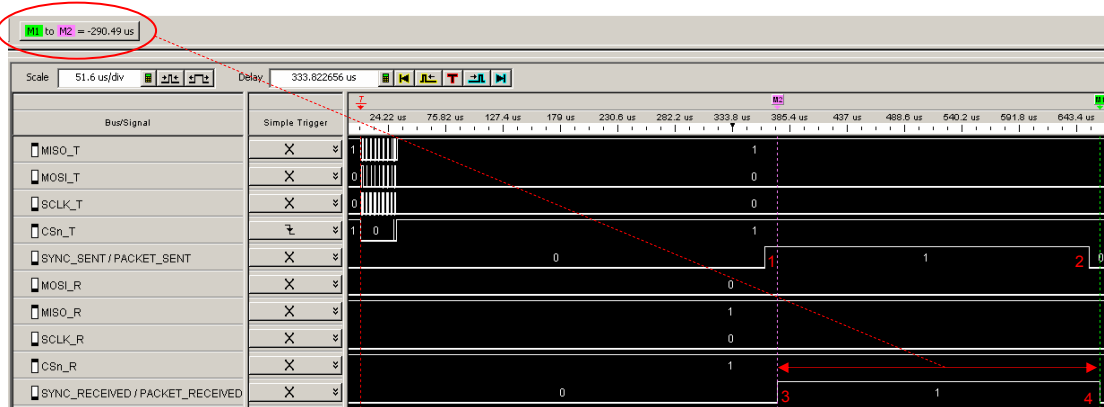 M1 to M2 = -290.49 us
Scale 51.6 us/div Delay 333.822656 us T
T M2 M1
Bus/Signal Simple Trigger 24.22 us 75.82 us 127.4 us 179 us 230.6 us 282.2 us 333.8 us 385.4 us 437 us 488.6 us 540.2 us 591.8 us 643.4 us
MISO_T X 1 1
MOSI_T X 0 0
SCLK_T X 0 0
CSn_T 1 0 1
SYNC_SENT / PACKET_SENT X 0 1 1 2 0
MOSI_R X 0
MISO_R X 1
SCLK_R X 0
CSn_R X 1
SYNC_RECEIVED / PACKET_RECEIVED X 0 3 1 4